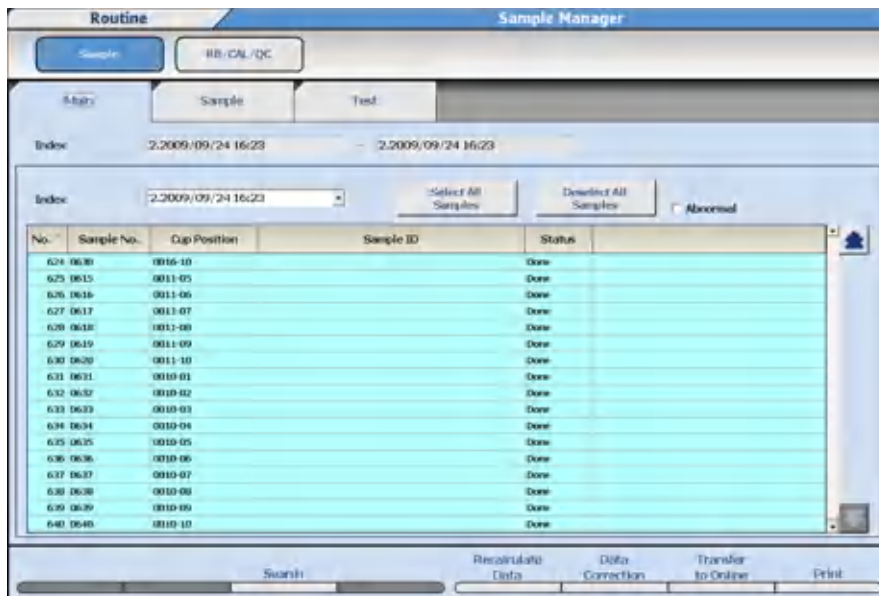 Routine Sample Manager
Sample RB/CAL/QC
Main Sample Test
Index 2.2009/09/24 16:23 - 2.2009/09/24 16:23
Index 2.2009/09/24 16:23 Select All Samples Deselect All Samples Abnormal
No. Sample No. Cup Position Sample ID Status
624 0630 0016-10 Done
625 0615 0011-05 Done
626 0616 0011-06 Done
627 0617 0011-07 Done
628 0618 0011-08 Done
629 0619 0011-09 Done
630 0620 0011-10 Done
631 0631 0010-01 Done
632 0632 0010-02 Done
633 0633 0010-03 Done
634 0634 0010-04 Done
635 0635 0010-05 Done
636 0636 0010-06 Done
637 0637 0010-07 Done
638 0638 0010-08 Done
639 0639 0010-09 Done
640 0640 0010-10 Done
Search Recalculate Data Data Correction Transfer to Online Print